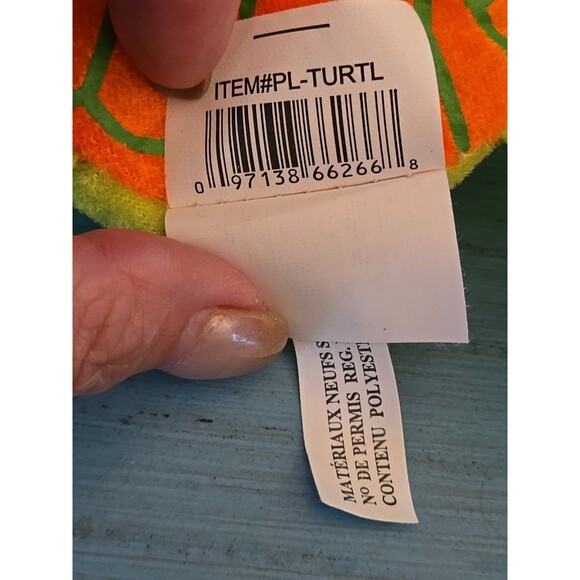 ITEM#PL-TURTL
0 97138 66266 8
MATÉRIAUX NEUFS S
Nº DE PERMIS REG.
CONTENU POLYEST